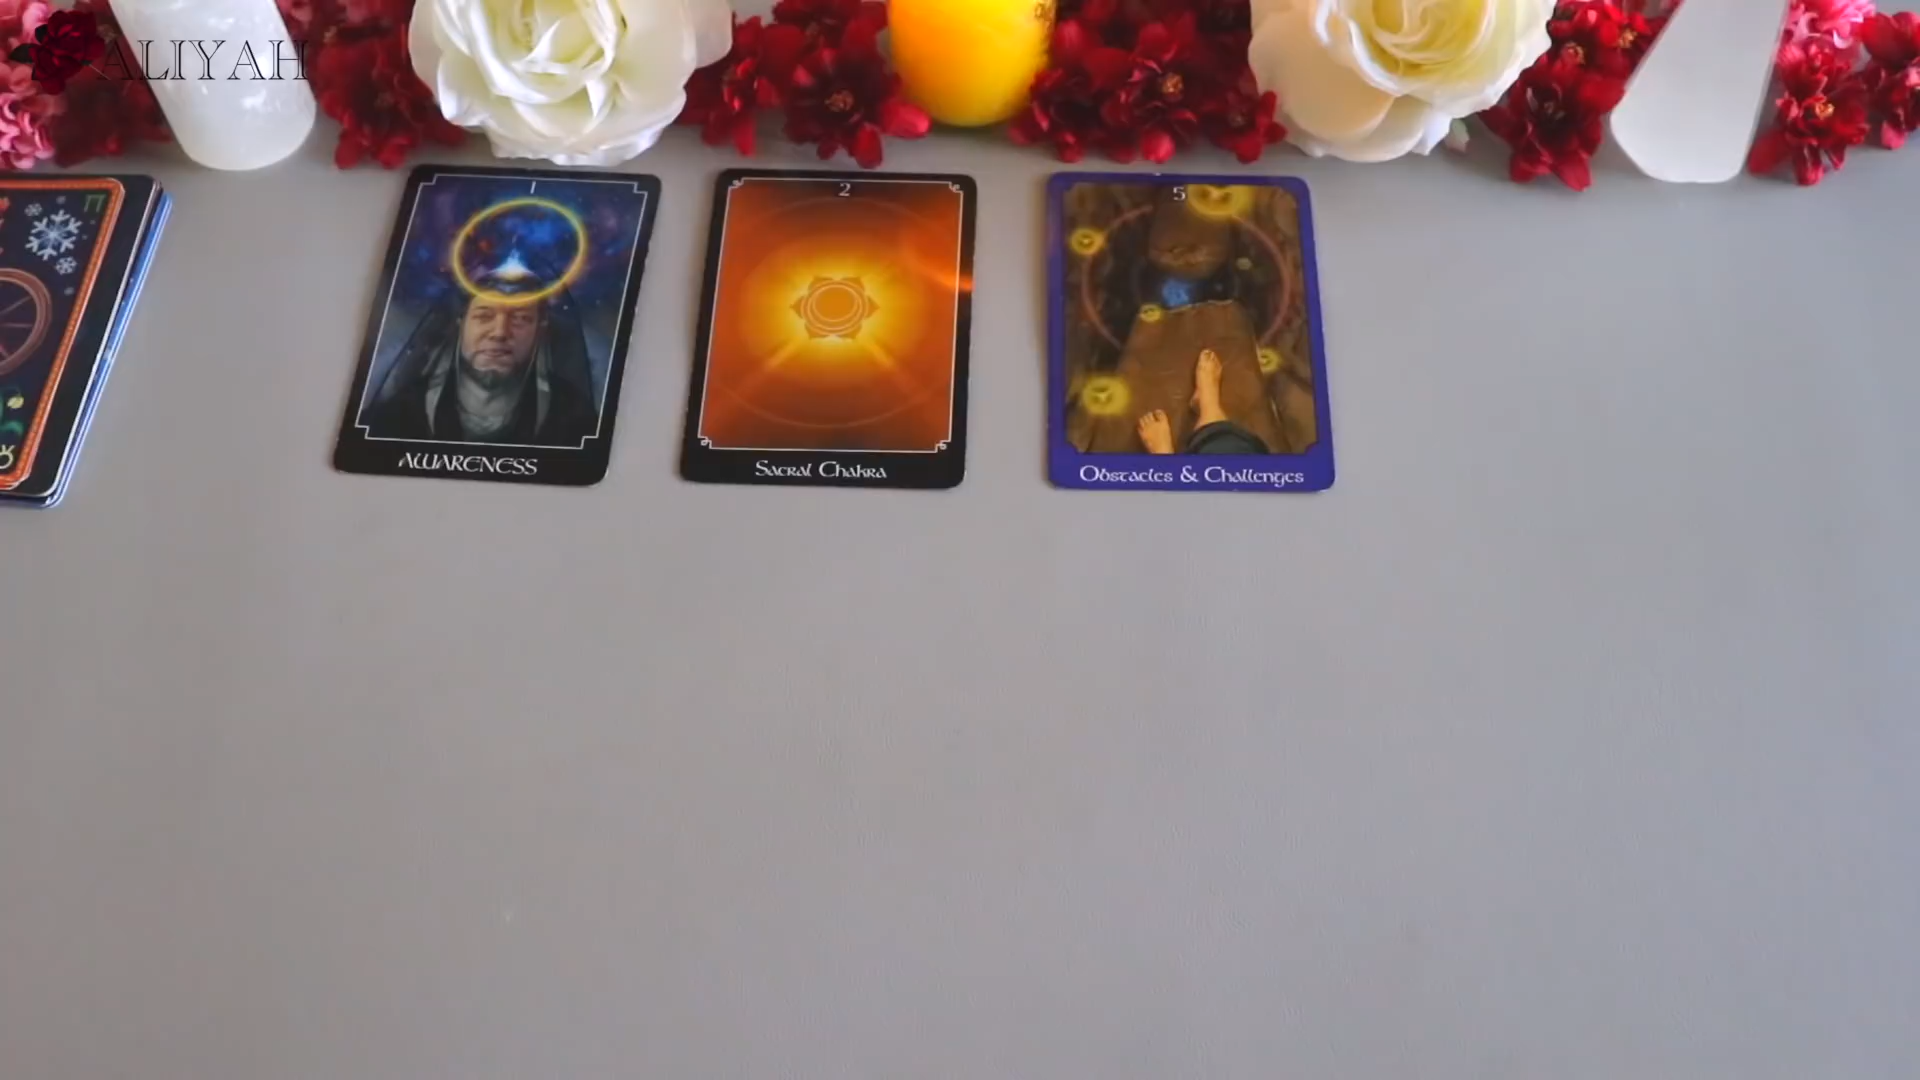 ALIYAH
1
AWARENESS
2
Sacral Chakra
5
Obstacles & Challenges